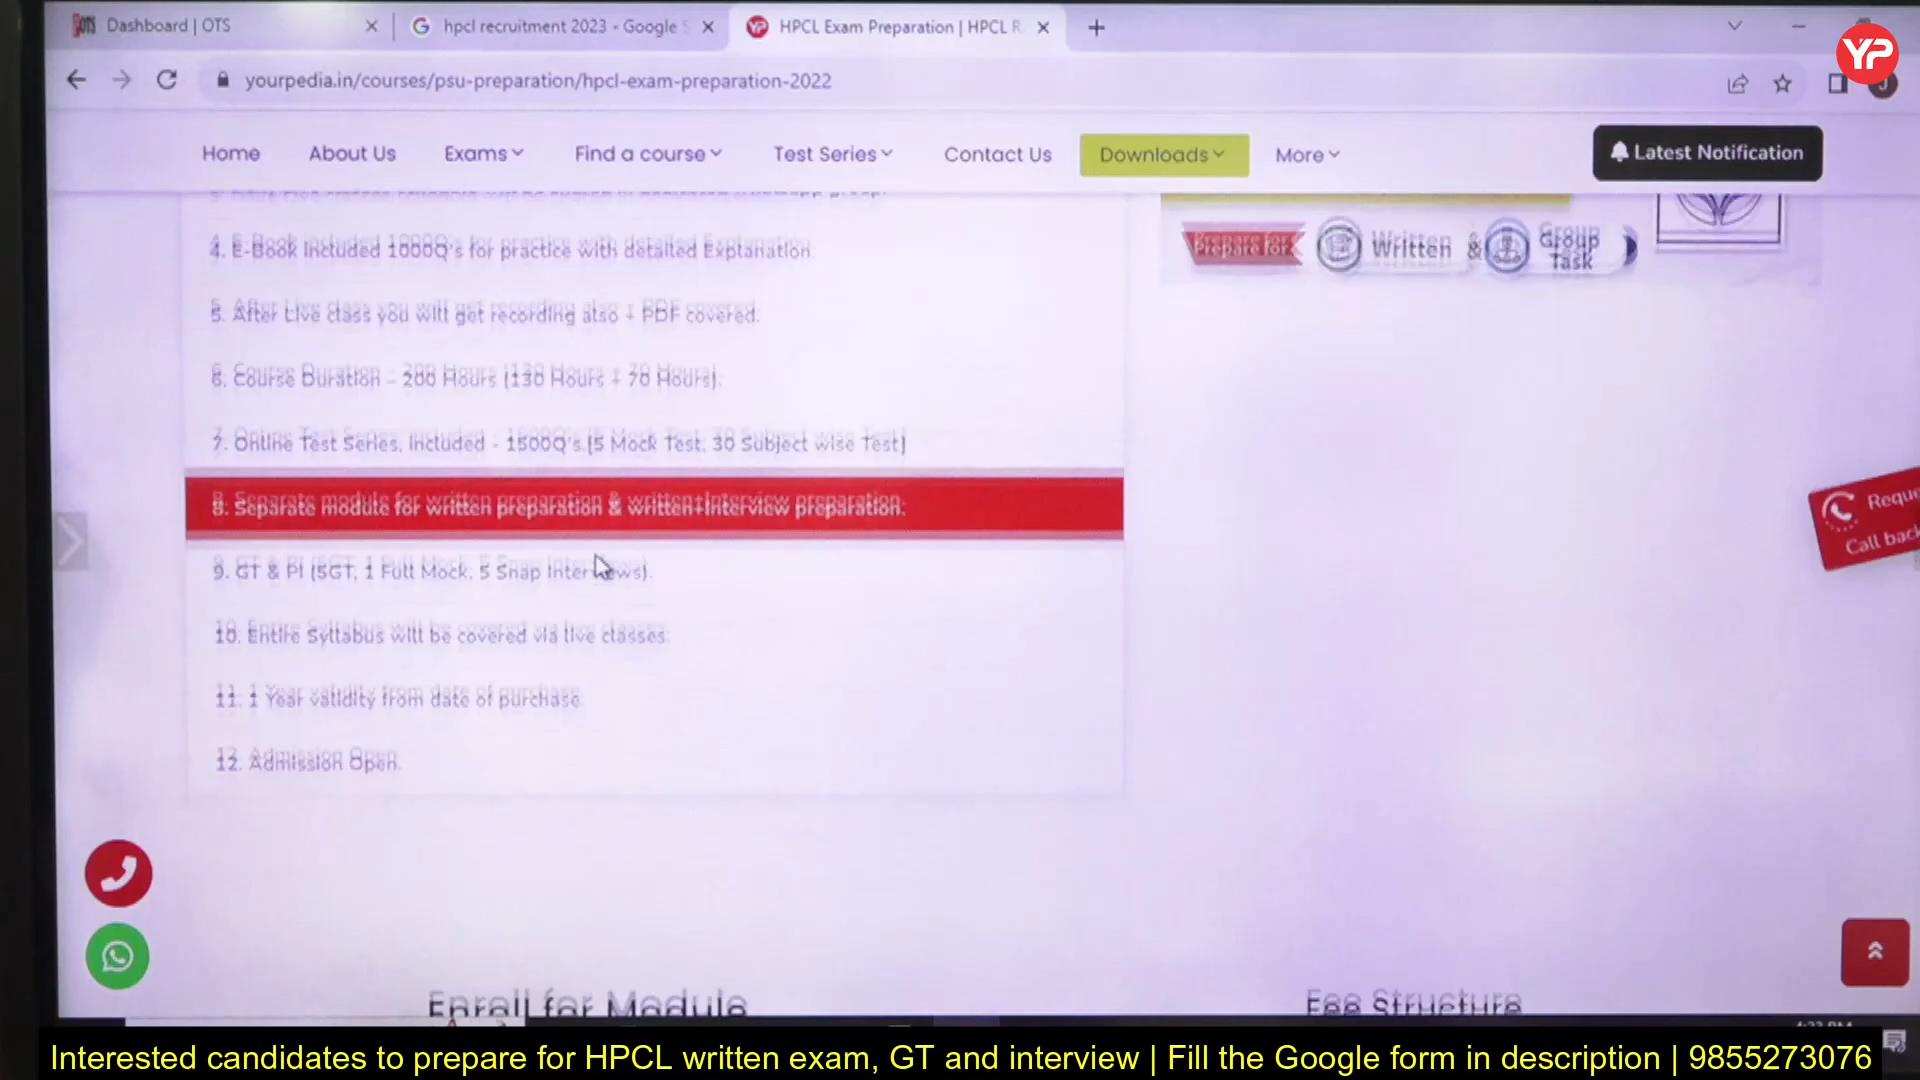 Dashboard | OTS
hpcl recruitment 2023 - Google S
HPCL Exam Preparation | HPCL R
YP
yourpedia.in/courses/psu-preparation/hpcl-exam-preparation-2022
J
Home About Us Exams Find a course Test Series Contact Us Downloads More Latest Notification
4. E-Book Included 1000Q's for practice with detailed Explanation.
Prepare for Written & Group Task
5. After Live class you will get recording also + PDF covered.
6. Course Duration - 200 Hours (130 Hours + 70 Hours).
7. Online Test Series, Included - 1500Q's.[5 Mock Test, 30 Subject wise Test]
8. Separate module for written preparation & written+Interview preparation.
Reque
Call back
9. GT & PI (5GT, 1 Full Mock, 5 Snap Interviews).
10. Entire Syllabus will be covered via live classes.
11. 1 Year validity from date of purchase.
12. Admission Open.
Enroll for Module
Fee Structure
Interested candidates to prepare for HPCL written exam, GT and interview | Fill the Google form in description | 9855273076